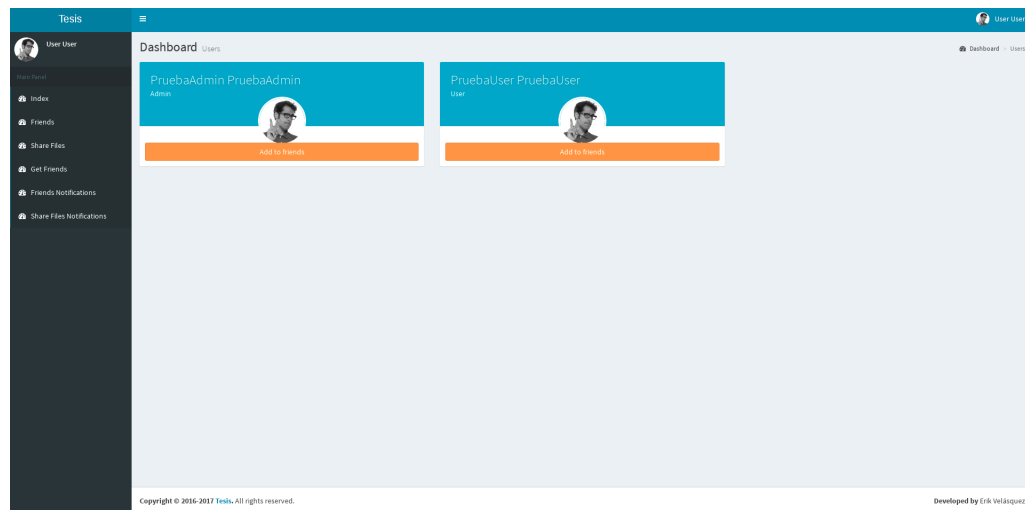 Tesis
User User
User User
Main Panel
Index
Friends
Share Files
Get Friends
Friends Notifications
Share Files Notifications
Dashboard Users
Dashboard > Users
PruebaAdmin PruebaAdmin
Admin
Add to friends
PruebaUser PruebaUser
User
Add to friends
Copyright © 2016-2017 Tesis. All rights reserved.
Developed by Erik Velásquez